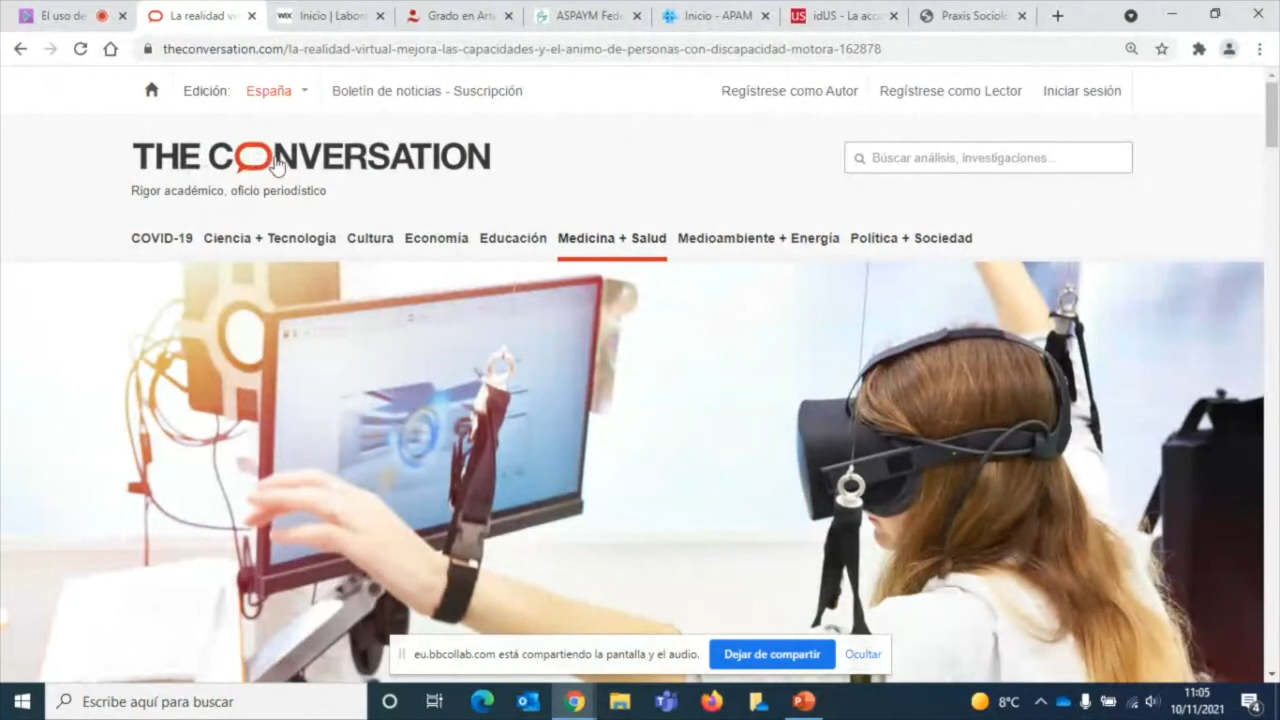 El uso de
La realidad vi
WIX Inicio | Labor
Grado en Art
ASPAYM Fed
Inicio - APAM
US idUS - La acc
Praxis Sociol
theconversation.com/la-realidad-virtual-mejora-las-capacidades-y-el-animo-de-personas-con-discapacidad-motora-162878
Edición: España
Boletín de noticias - Suscripción
Regístrese como Autor
Regístrese como Lector
Iniciar sesión
THE CONVERSATION
Búscar análisis, investigaciones...
Rigor académico, oficio periodístico
COVID-19 Ciencia + Tecnología Cultura Economía Educación Medicina + Salud Medioambiente + Energía Política + Sociedad
eu.bbcollab.com está compartiendo la pantalla y el audio.
Dejar de compartir
Ocultar
Escribe aquí para buscar
8°C
11:05
10/11/2021
4